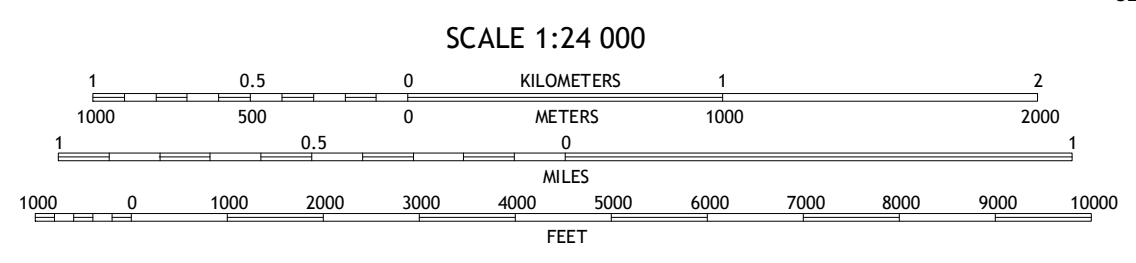 SCALE 1:24 000
1 0.5 0 KILOMETERS 1 2
1000 500 0 METERS 1000 2000
1 0.5 0 1
MILES
1000 0 1000 2000 3000 4000 5000 6000 7000 8000 9000 10000
FEET